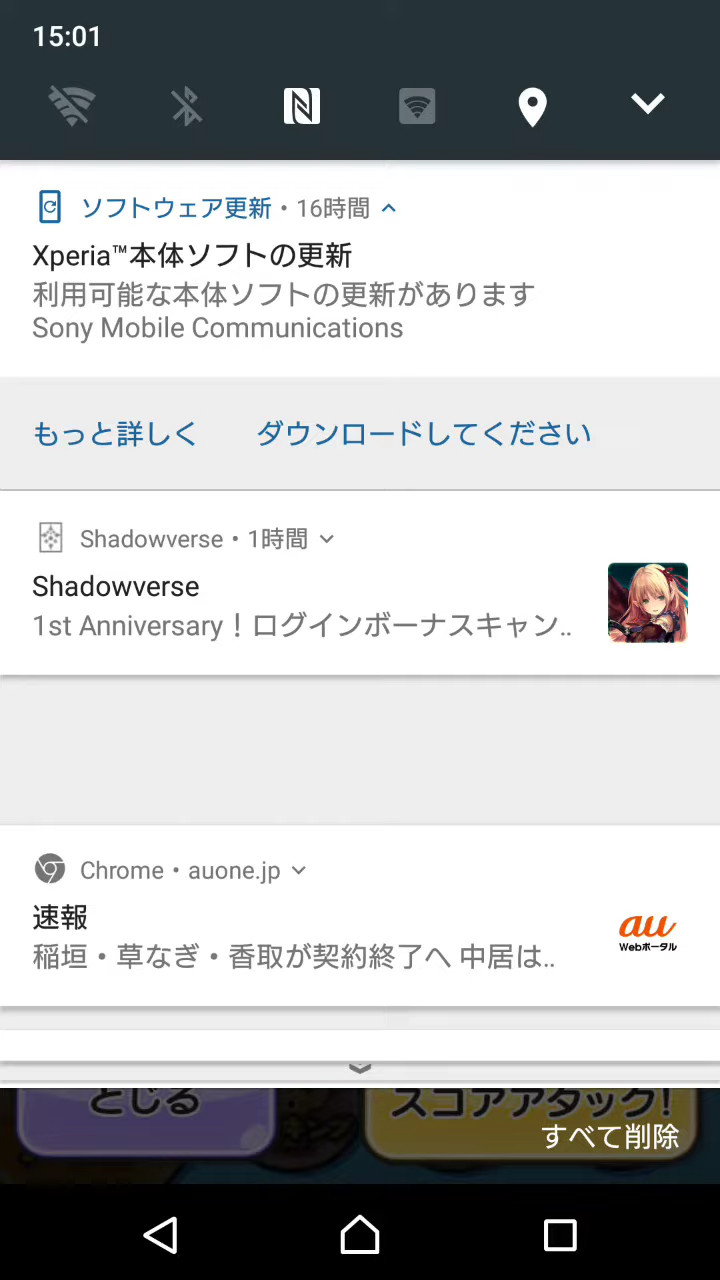 15:01
ソフトウェア更新・16時間
Xperia™本体ソフトの更新
利用可能な本体ソフトの更新があります
Sony Mobile Communications
もっと詳しく ダウンロードしてください
Shadowverse・1時間
Shadowverse
1st Anniversary！ログインボーナスキャン..
Chrome・auone.jp
速報
稲垣・草なぎ・香取が契約終了へ 中居は..
au
Webポータル
とじる スコアアタック!
すべて削除